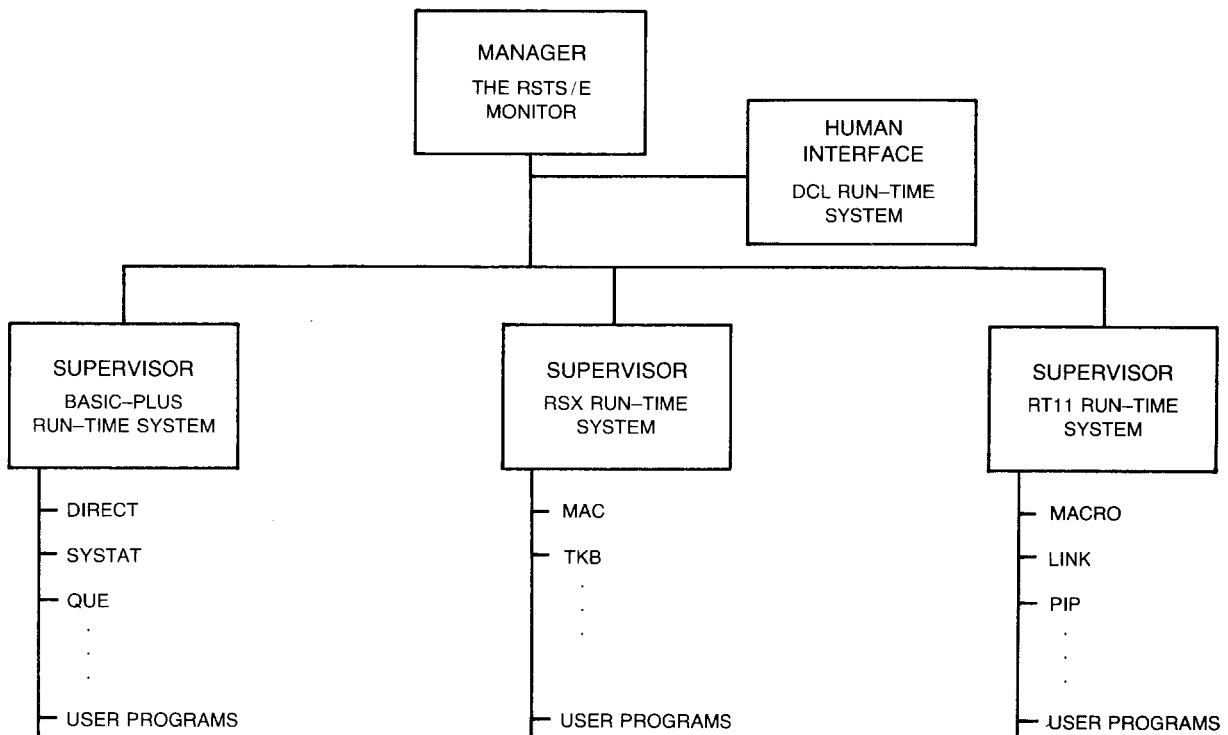 MANAGER
THE RSTS/E
MONITOR
HUMAN
INTERFACE
DCL RUN–TIME
SYSTEM
SUPERVISOR
BASIC–PLUS
RUN–TIME SYSTEM
DIRECT
SYSTAT
QUE
.
.
.
USER PROGRAMS
SUPERVISOR
RSX RUN–TIME
SYSTEM
MAC
TKB
.
.
.
USER PROGRAMS
SUPERVISOR
RT11 RUN–TIME
SYSTEM
MACRO
LINK
PIP
.
.
.
USER PROGRAMS